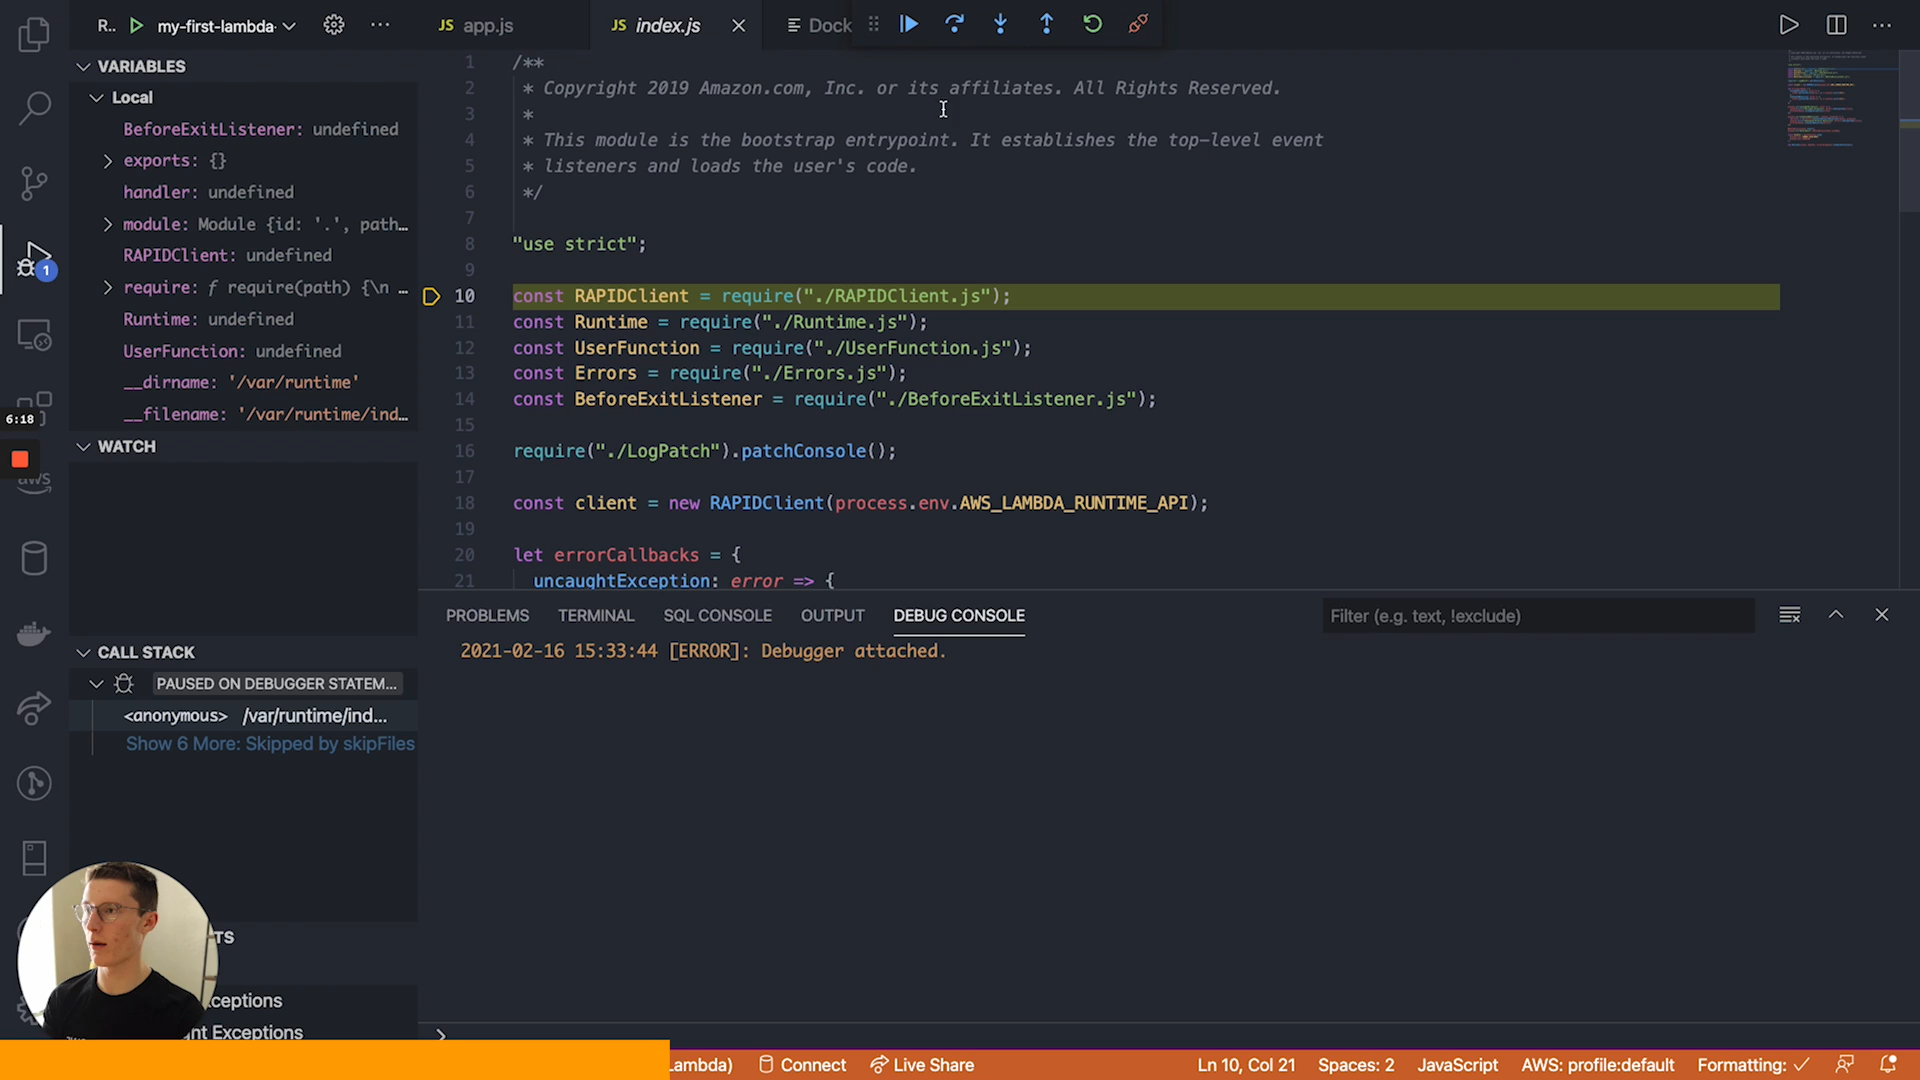 R..
my-first-lambda-
JS app.js
JS index.js
Dock
VARIABLES
Local
BeforeExitListener: undefined
exports: {}
handler: undefined
module: Module {id: '.', path…
RAPIDClient: undefined
require: ƒ require(path) {\n …
Runtime: undefined
UserFunction: undefined
__dirname: '/var/runtime'
__filename: '/var/runtime/ind…
WATCH
CALL STACK
PAUSED ON DEBUGGER STATEM…
<anonymous> /var/runtime/ind...
Show 6 More: Skipped by skipFiles
TS
ceptions
ht Exceptions
1
6:18
aws
1 /**
2 * Copyright 2019 Amazon.com, Inc. or its affiliates. All Rights Reserved.
3 *
4 * This module is the bootstrap entrypoint. It establishes the top-level event
5 * listeners and loads the user's code.
6 */
7
8 "use strict";
9
10 const RAPIDClient = require("./RAPIDClient.js");
11 const Runtime = require("./Runtime.js");
12 const UserFunction = require("./UserFunction.js");
13 const Errors = require("./Errors.js");
14 const BeforeExitListener = require("./BeforeExitListener.js");
15
16 require("./LogPatch").patchConsole();
17
18 const client = new RAPIDClient(process.env.AWS_LAMBDA_RUNTIME_API);
19
20 let errorCallbacks = {
21 uncaughtException: error => {
PROBLEMS TERMINAL SQL CONSOLE OUTPUT DEBUG CONSOLE
Filter (e.g. text, !exclude)
2021-02-16 15:33:44 [ERROR]: Debugger attached.
Lambda) Connect Live Share
Ln 10, Col 21 Spaces: 2 JavaScript AWS: profile:default Formatting: ✓